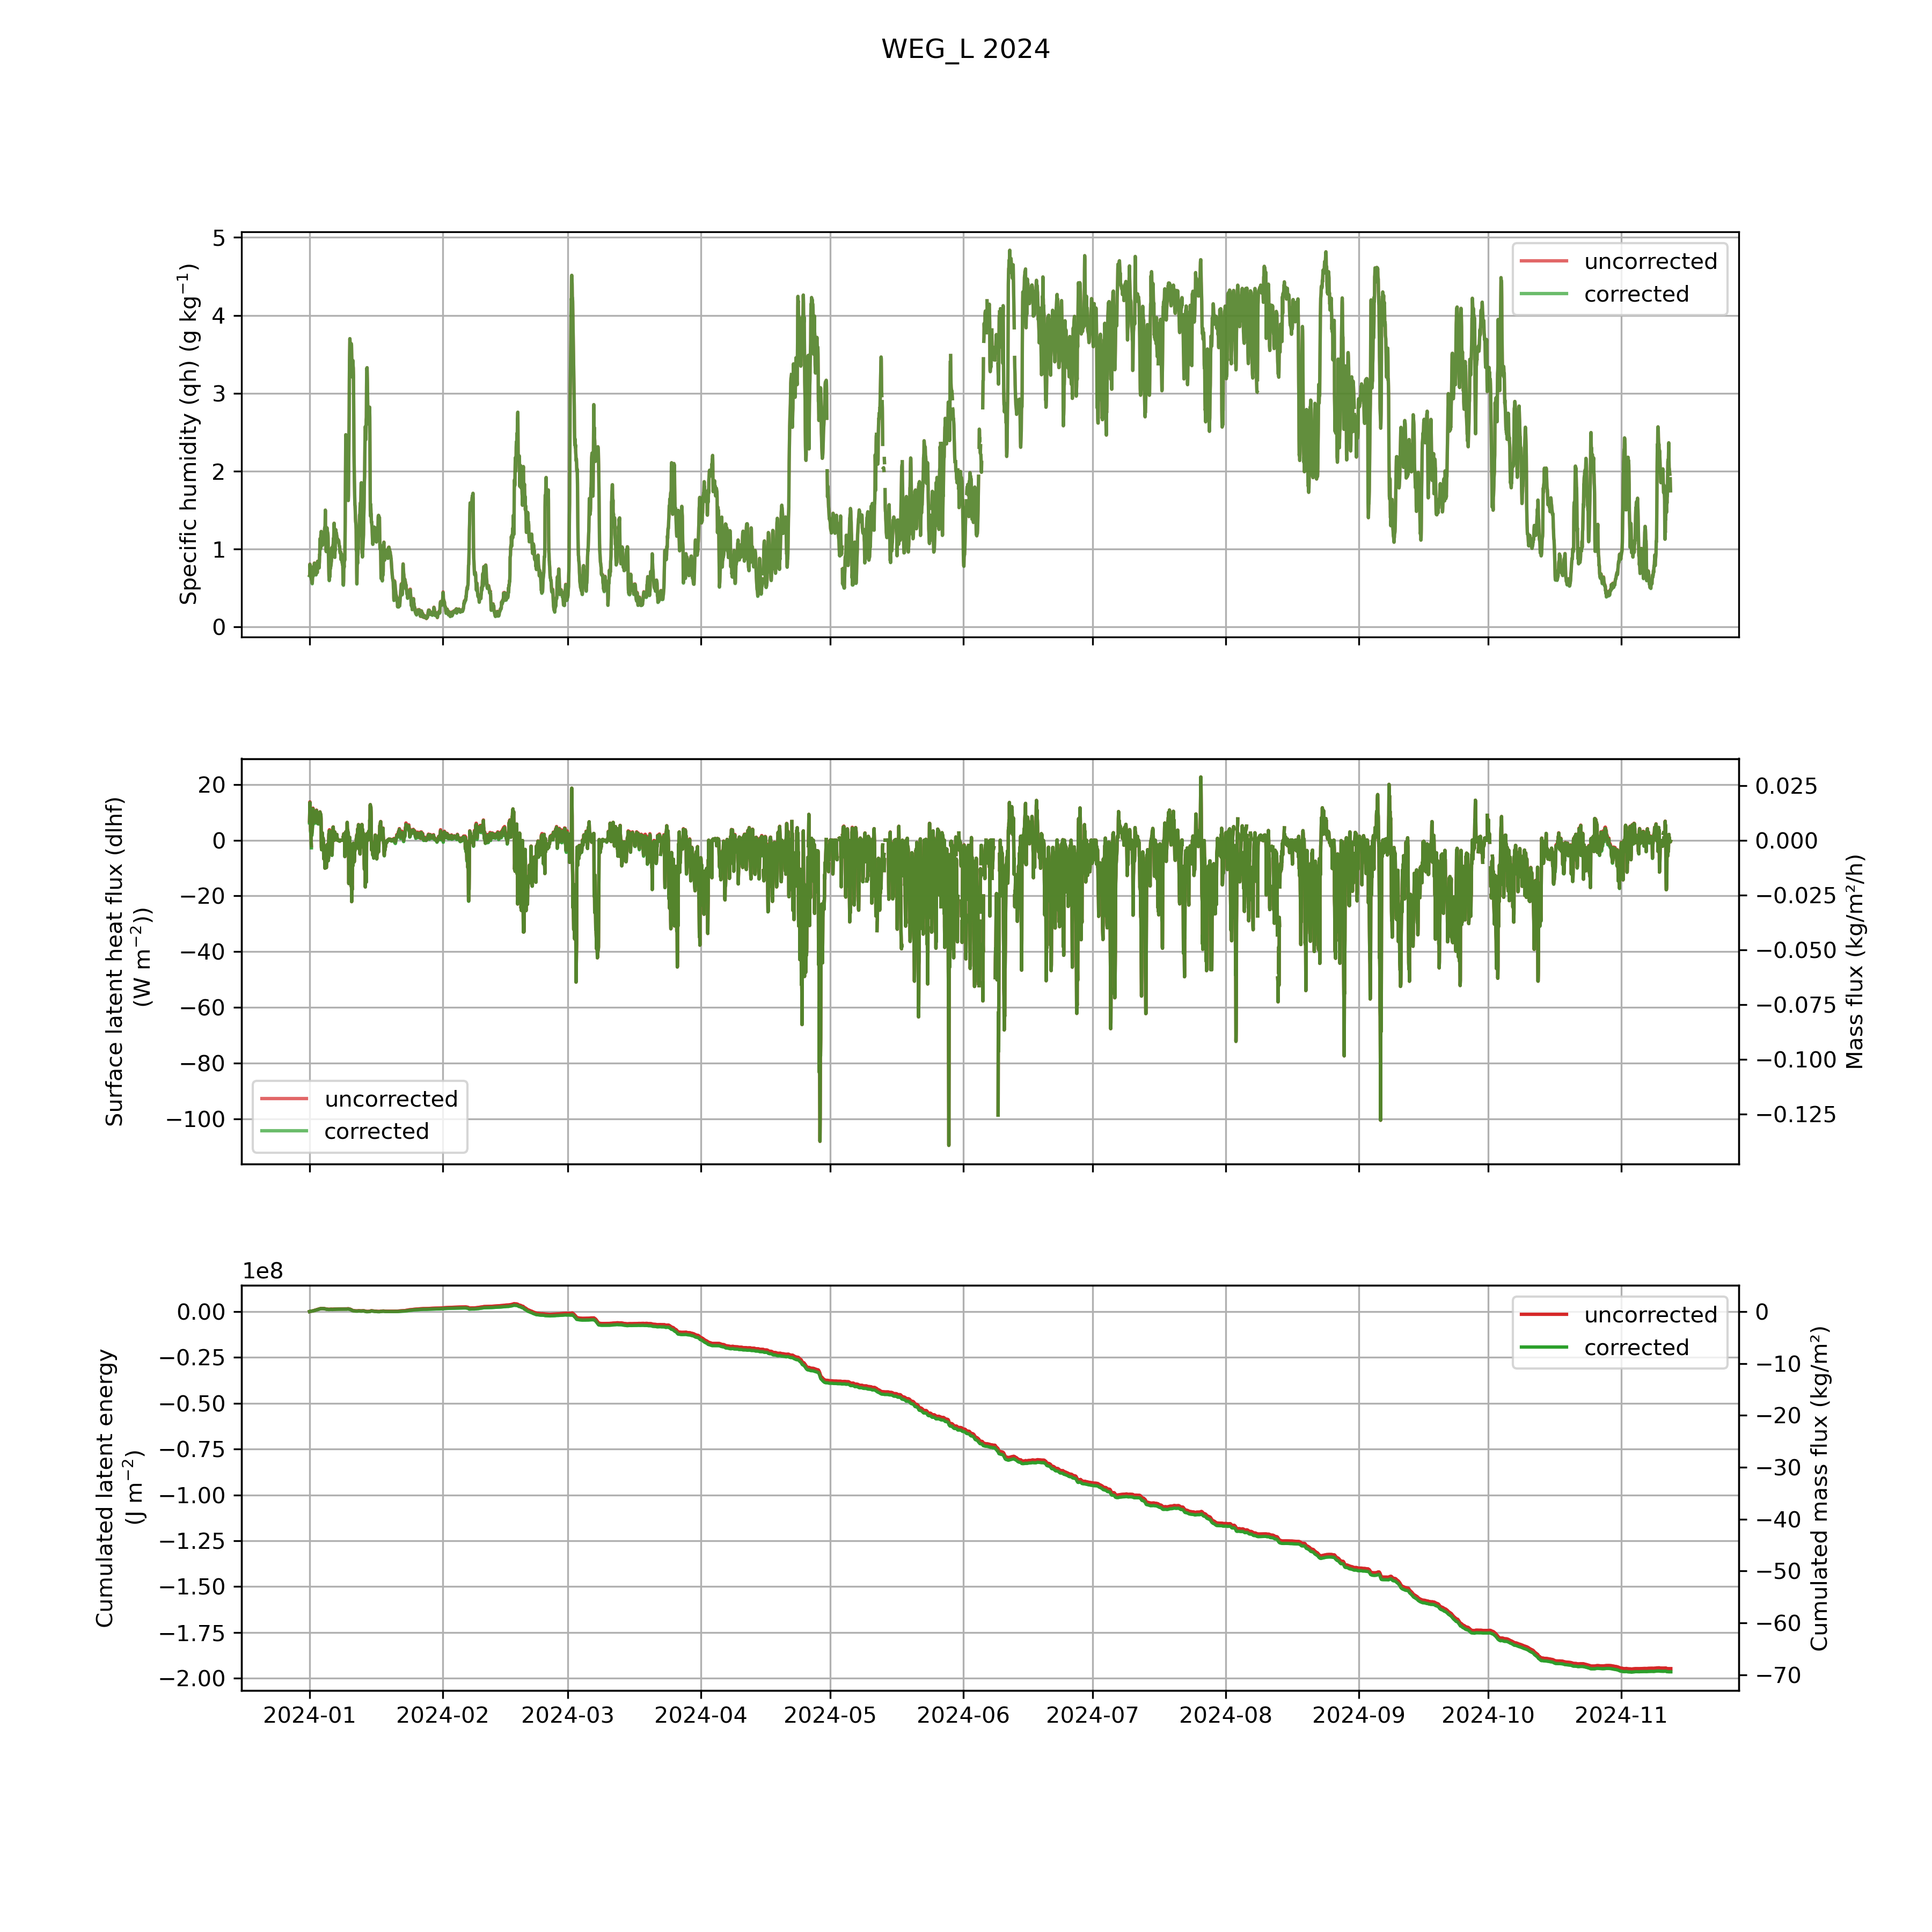 WEG_L 2024
Specific humidity (qh) (g kg⁻¹)
5
4
3
2
1
0
uncorrected
corrected
Surface latent heat flux (dlhf)
(W m⁻²))
20
0
−20
−40
−60
−80
−100
uncorrected
corrected
0.025
0.000
−0.025
−0.050
−0.075
−0.100
−0.125
Mass flux (kg/m²/h)
1e8
Cumulated latent energy
(J m⁻²)
0.00
−0.25
−0.50
−0.75
−1.00
−1.25
−1.50
−1.75
−2.00
uncorrected
corrected
0
−10
−20
−30
−40
−50
−60
−70
Cumulated mass flux (kg/m²)
2024-01 2024-02 2024-03 2024-04 2024-05 2024-06 2024-07 2024-08 2024-09 2024-10 2024-11